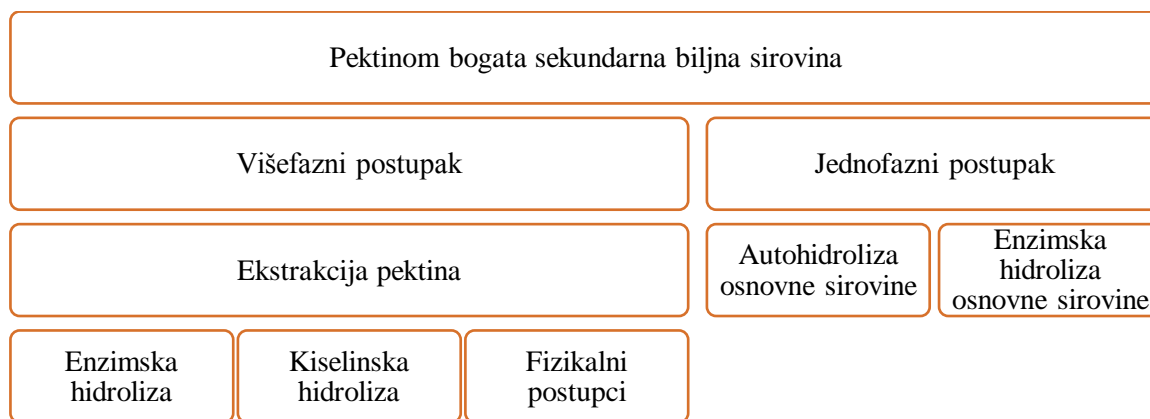 Pektinom bogata sekundarna biljna sirovina
Višefazni postupak
Jednofazni postupak
Ekstrakcija pektina
Autohidroliza
osnovne sirovine
Enzimska
hidroliza
osnovne sirovine
Enzimska
hidroliza
Kiselinska
hidroliza
Fizikalni
postupci